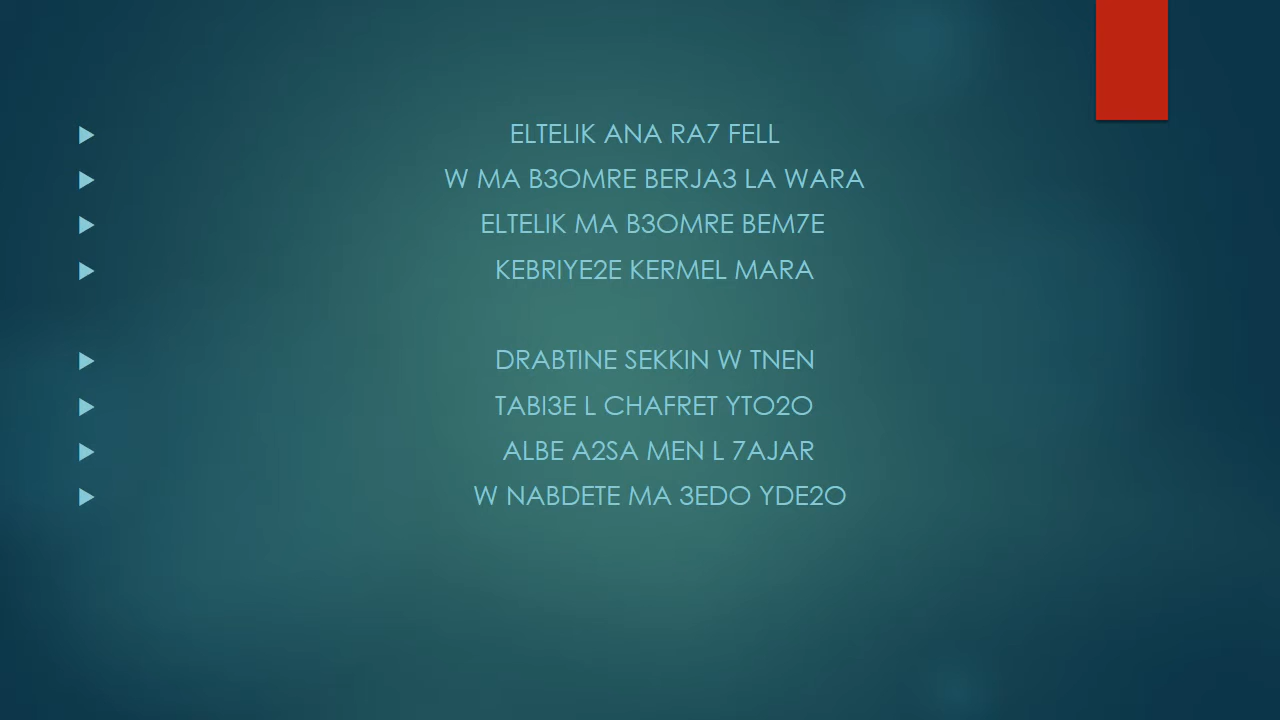 ELTELIK ANA RA7 FELL
W MA B3OMRE BERJA3 LA WARA
ELTELIK MA B3OMRE BEM7E
KEBRIYE2E KERMEL MARA
DRABTINE SEKKIN W TNEN
TABI3E L CHAFRET YTO2O
ALBE A2SA MEN L 7AJAR
W NABDETE MA 3EDO YDE2O